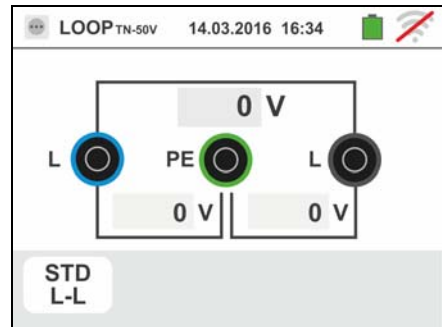 LOOP TN-50V 14.03.2016 16:34
0 V
L PE L
0 V 0 V
STD
L-L